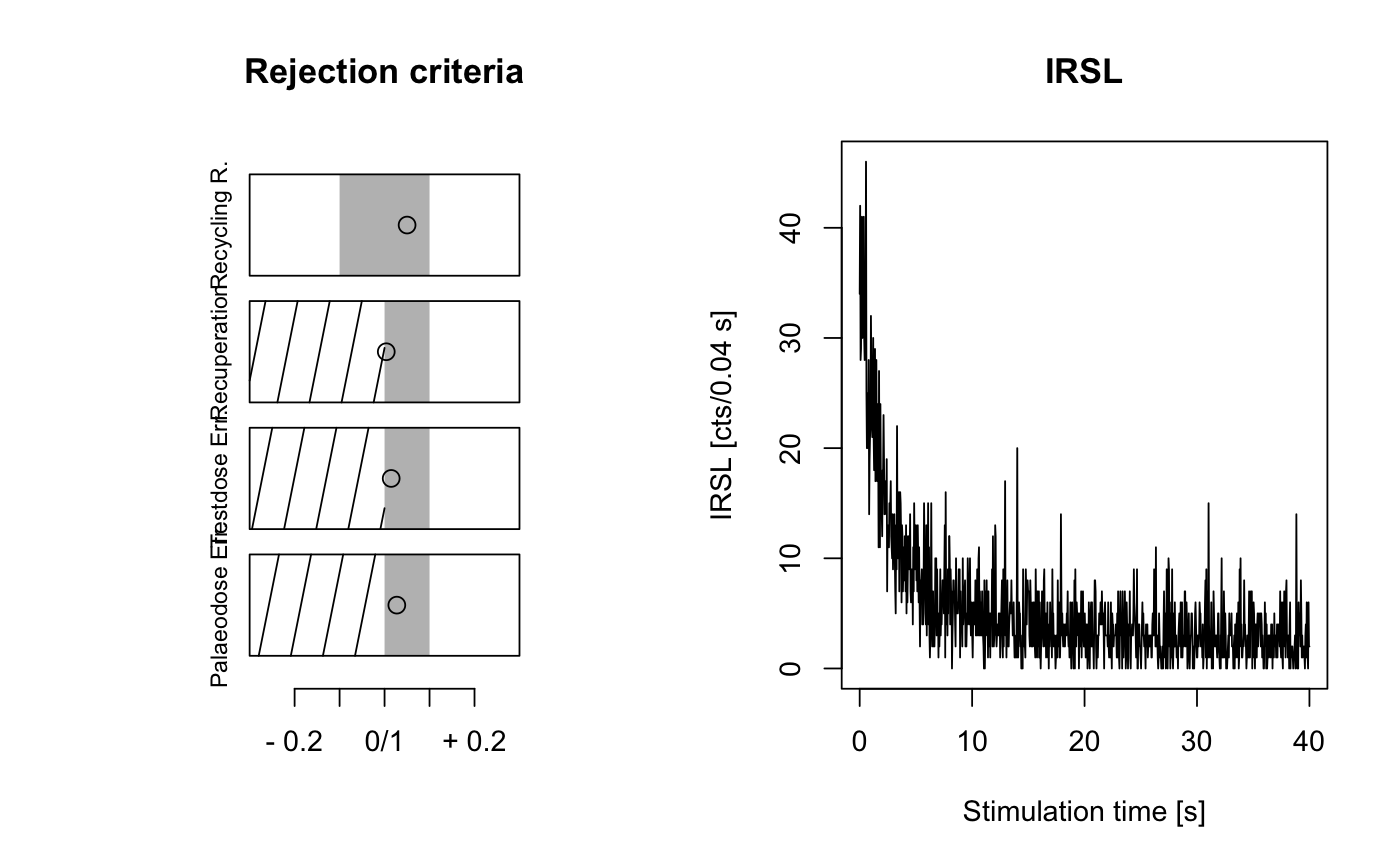 Rejection criteria
Recycling R.
Recuperation
Testdose Err.
Palaeodose Err.
- 0.2 0/1 + 0.2
IRSL
IRSL [cts/0.04 s]
40
30
20
10
0
0 10 20 30 40
Stimulation time [s]